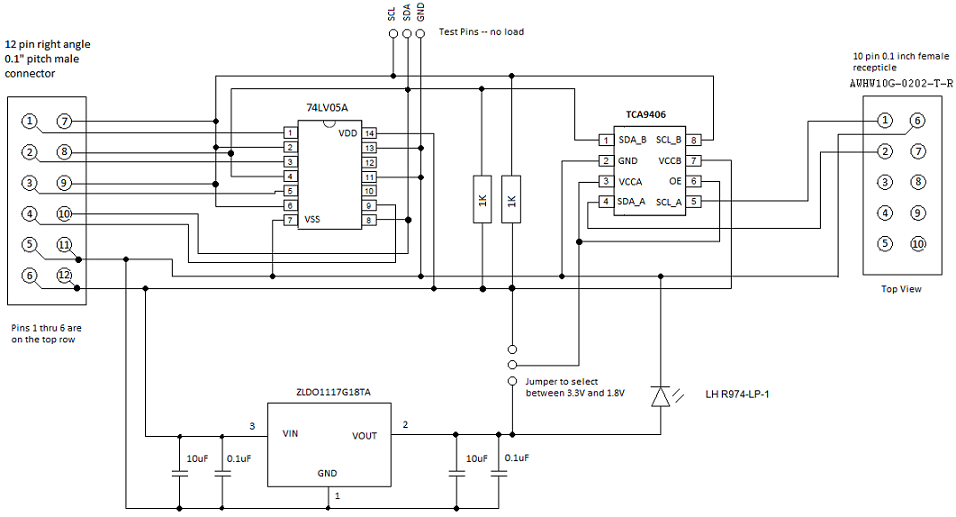 SCL
SDA
GND
Test Pins -- no load
12 pin right angle
0.1" pitch male
connector
1
7
2
8
3
9
4
10
5
11
6
12
Pins 1 thru 6 are
on the top row
74LV05A
1
VDD
14
2
13
3
12
4
11
5
10
6
9
7
VSS
8
1K
1K
TCA9406
1
SDA_B
SCL_B
8
2
GND
VCCB
7
3
VCCA
OE
6
4
SDA_A
SCL_A
5
10 pin 0.1 inch female
recepticle
AWHW10G-0202-T-R
1
6
2
7
3
8
4
9
5
10
Top View
Jumper to select
between 3.3V and 1.8V
LH R974-LP-1
ZLDO1117G18TA
3
VIN
VOUT
2
GND
1
10uF
0.1uF
10uF
0.1uF